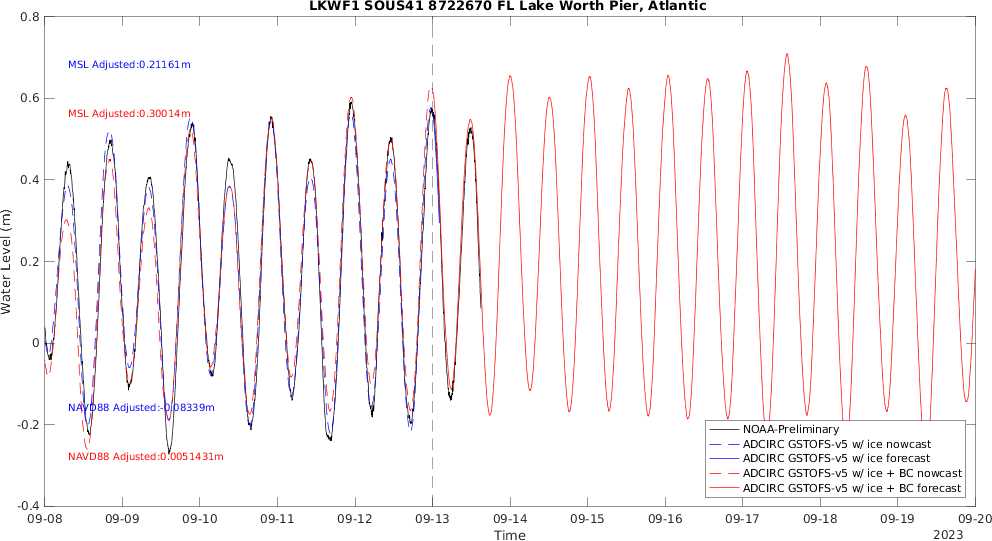 LKWF1 SOUS41 8722670 FL Lake Worth Pier, Atlantic
0.8
0.6
0.4
0.2
0
-0.2
-0.4
Water Level (m)
MSL Adjusted:0.21161m
MSL Adjusted:0.30014m
NAVD88 Adjusted:-0.08339m
NAVD88 Adjusted:0.0051431m
NOAA-Preliminary
ADCIRC GSTOFS-v5 w/ ice nowcast
ADCIRC GSTOFS-v5 w/ ice forecast
ADCIRC GSTOFS-v5 w/ ice + BC nowcast
ADCIRC GSTOFS-v5 w/ ice + BC forecast
09-08 09-09 09-10 09-11 09-12 09-13 09-14 09-15 09-16 09-17 09-18 09-19 09-20
Time
2023